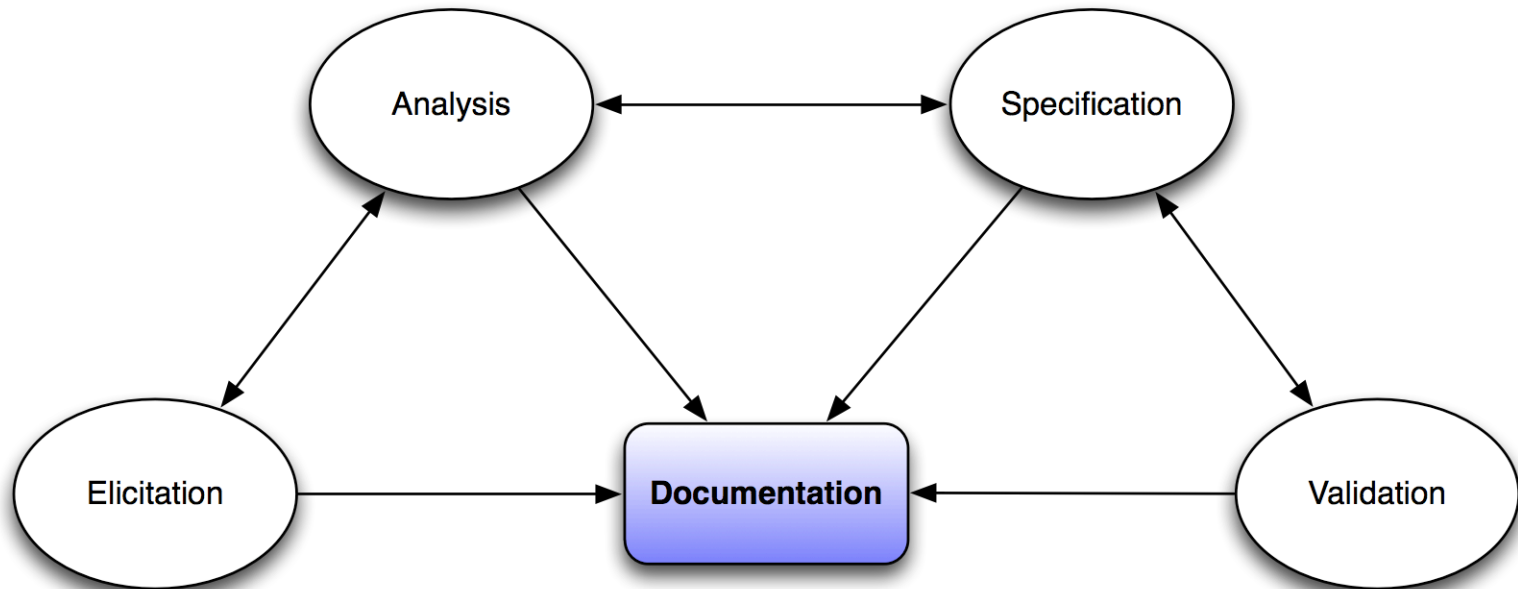 Analysis
Specification
Elicitation
Documentation
Validation